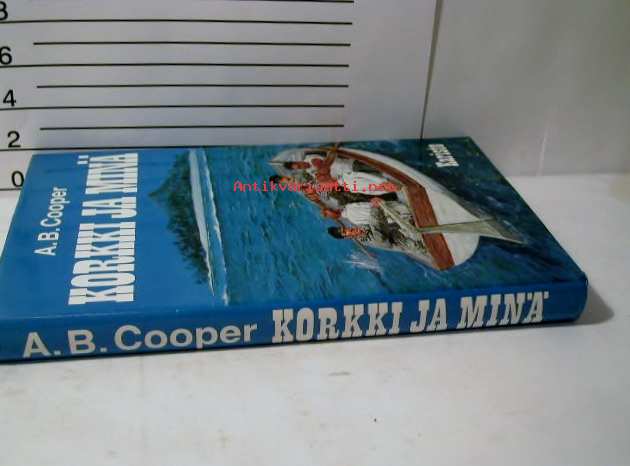 8
6
4
2
0
A.B.Cooper
KORKKI JA MINÄ
Antikvariaatti.net
A.B.Cooper KORKKI JA MINÄ